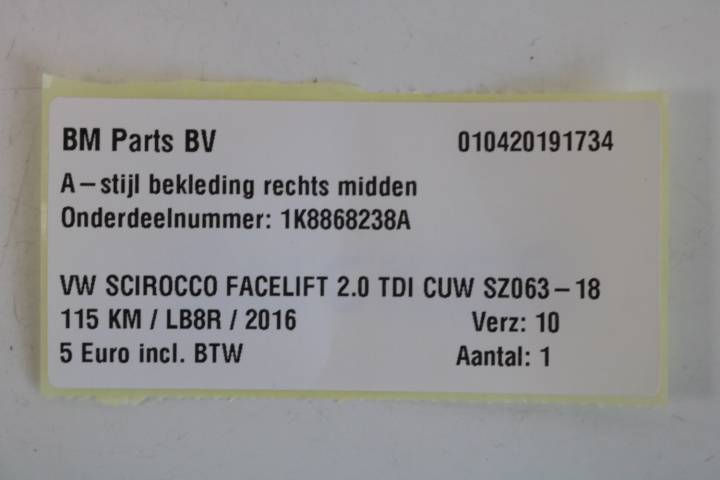 BM Parts BV 010420191734
A-stijl bekleding rechts midden
Onderdeelnummer: 1K8868238A
VW SCIROCCO FACELIFT 2.0 TDI CUW SZ063-18
115 KM / LB8R / 2016 Verz: 10
5 Euro incl. BTW Aantal: 1